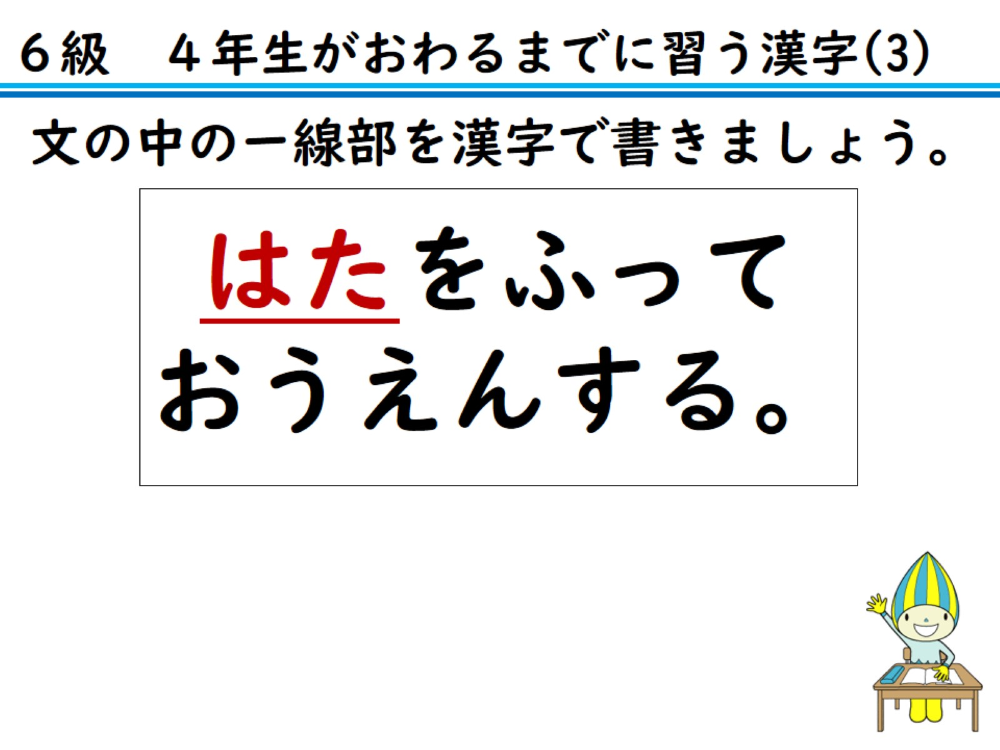 ６級　４年生がおわるまでに習う漢字(3)
文の中の一線部を漢字で書きましょう。
はたをふって
おうえんする。